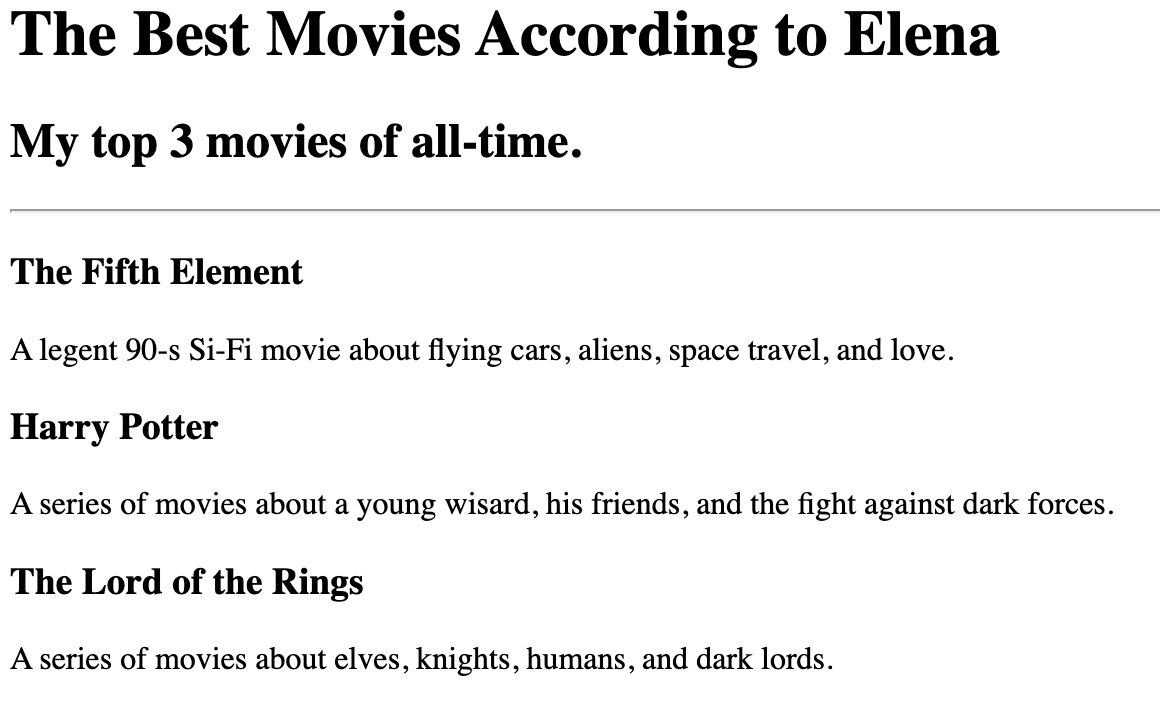 The Best Movies According to Elena
My top 3 movies of all-time.
The Fifth Element
A legent 90-s Si-Fi movie about flying cars, aliens, space travel, and love.
Harry Potter
A series of movies about a young wisard, his friends, and the fight against dark forces.
The Lord of the Rings
A series of movies about elves, knights, humans, and dark lords.